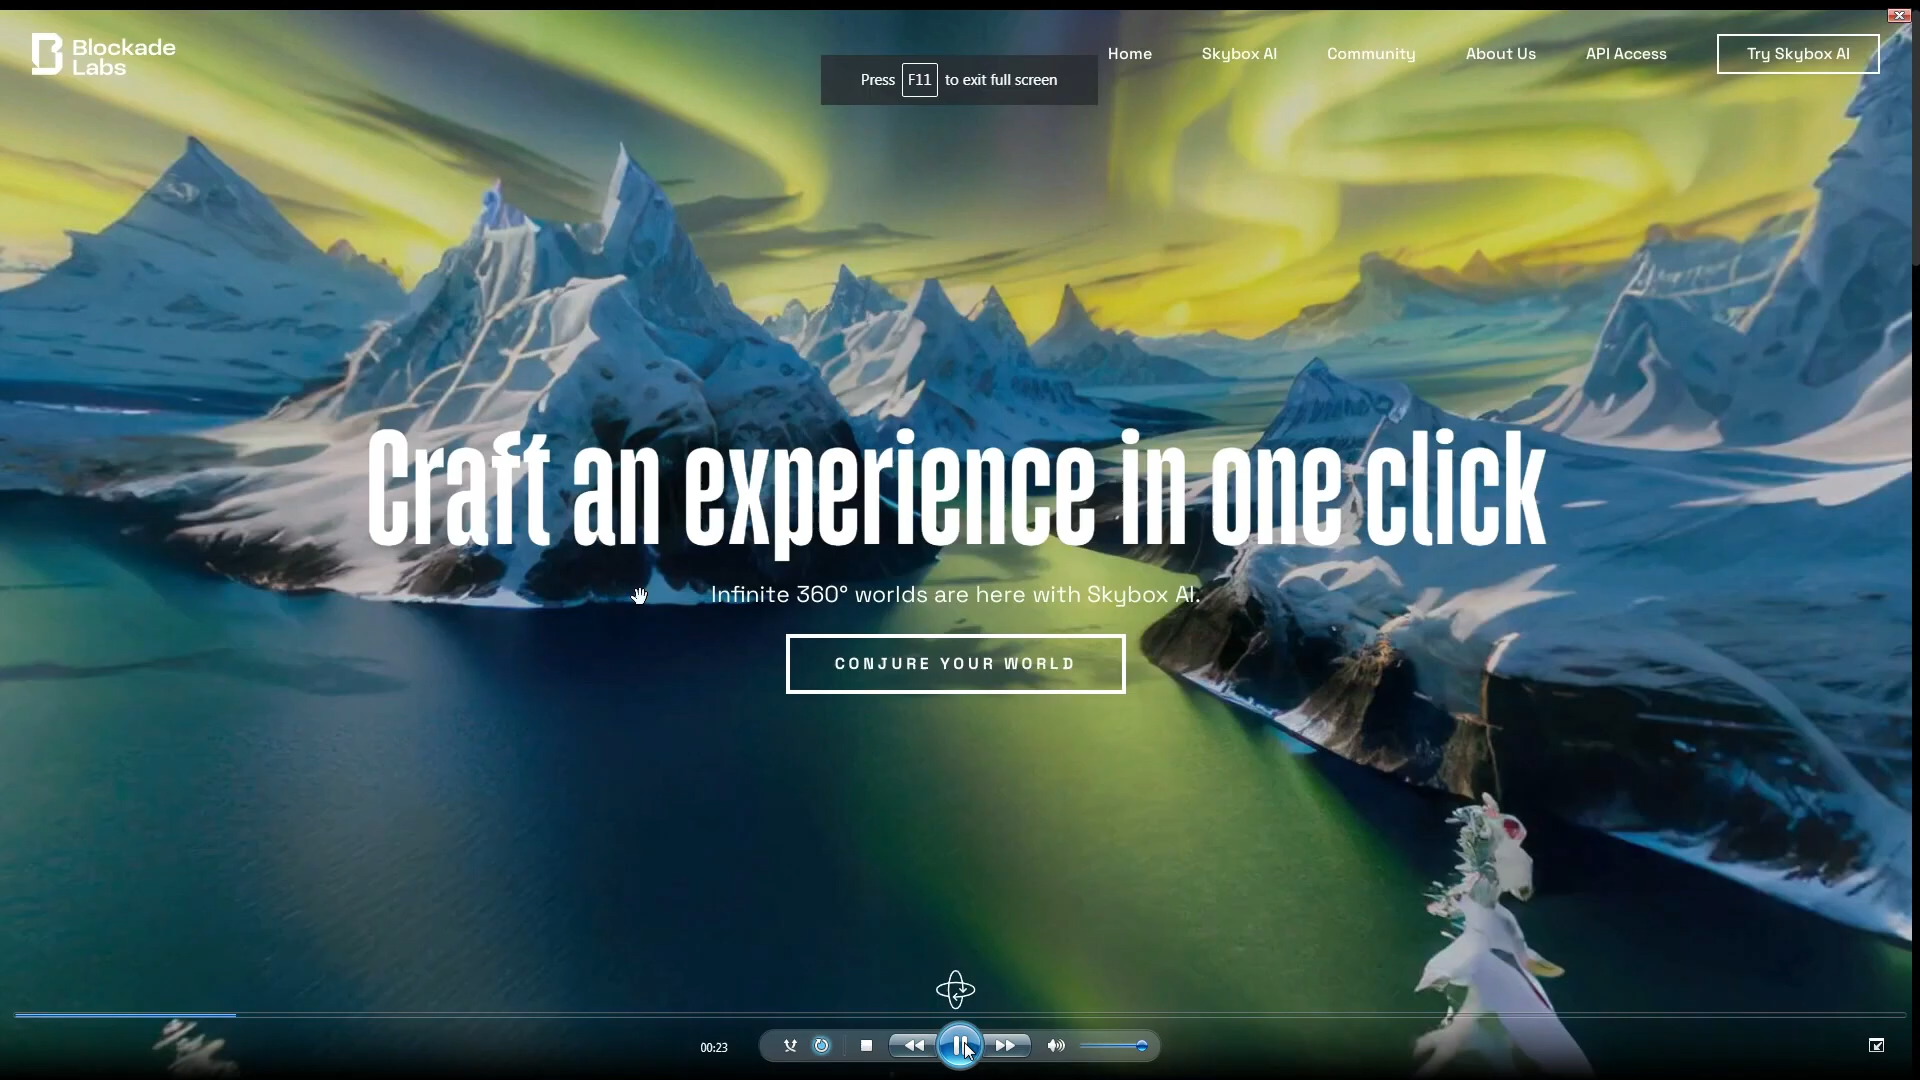 Blockade
Labs
Home
Skybox AI
Community
About Us
API Access
Try Skybox AI
Press F11 to exit full screen
Craft an experience in one click
Infinite 360° worlds are here with Skybox AI.
CONJURE YOUR WORLD
00:23